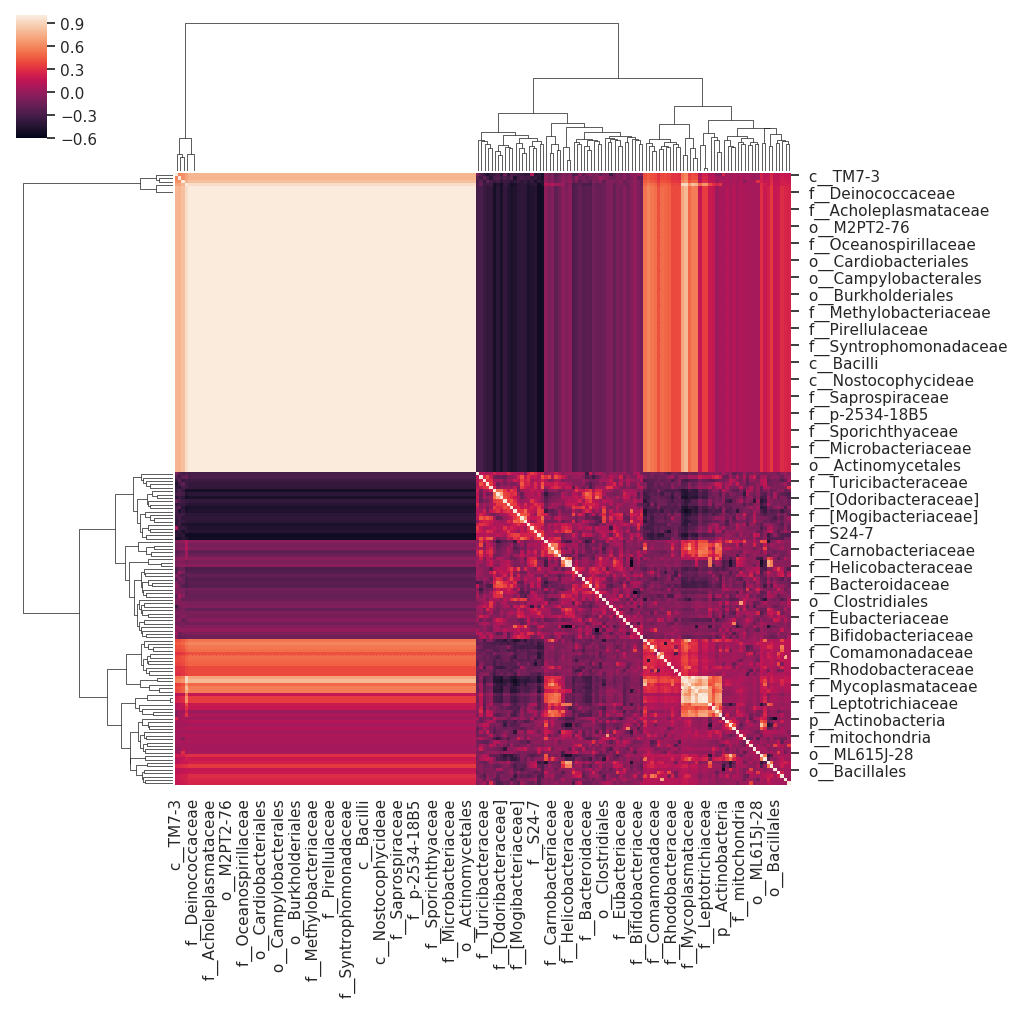 0.9
0.6
0.3
0.0
−0.3
−0.6
c__TM7-3
f__Deinococcaceae
f__Acholeplasmataceae
o__M2PT2-76
f__Oceanospirillaceae
o__Cardiobacteriales
o__Campylobacterales
o__Burkholderiales
f__Methylobacteriaceae
f__Pirellulaceae
f__Syntrophomonadaceae
c__Bacilli
c__Nostocophycideae
f__Saprospiraceae
f__p-2534-18B5
f__Sporichthyaceae
f__Microbacteriaceae
o__Actinomycetales
f__Turicibacteraceae
f__[Odoribacteraceae]
f__[Mogibacteriaceae]
f__S24-7
f__Carnobacteriaceae
f__Helicobacteraceae
f__Bacteroidaceae
o__Clostridiales
f__Eubacteriaceae
f__Bifidobacteriaceae
f__Comamonadaceae
f__Rhodobacteraceae
f__Mycoplasmataceae
f__Leptotrichiaceae
p__Actinobacteria
f__mitochondria
o__ML615J-28
o__Bacillales
c__TM7-3
f__Deinococcaceae
f__Acholeplasmataceae
o__M2PT2-76
f__Oceanospirillaceae
o__Cardiobacteriales
o__Campylobacterales
o__Burkholderiales
f__Methylobacteriaceae
f__Pirellulaceae
f__Syntrophomonadaceae
c__Bacilli
c__Nostocophycideae
f__Saprospiraceae
f__p-2534-18B5
f__Sporichthyaceae
f__Microbacteriaceae
o__Actinomycetales
f__Turicibacteraceae
f__[Odoribacteraceae]
f__[Mogibacteriaceae]
f__S24-7
f__Carnobacteriaceae
f__Helicobacteraceae
f__Bacteroidaceae
o__Clostridiales
f__Eubacteriaceae
f__Bifidobacteriaceae
f__Comamonadaceae
f__Rhodobacteraceae
f__Mycoplasmataceae
f__Leptotrichiaceae
p__Actinobacteria
f__mitochondria
o__ML615J-28
o__Bacillales